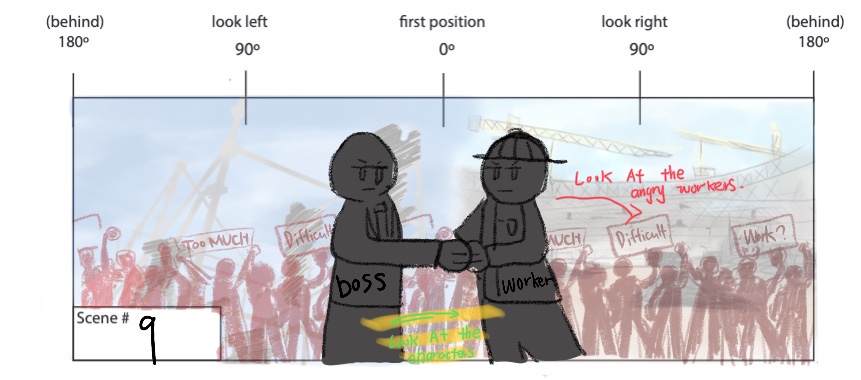 (behind)
180º
look left
90º
first position
0º
look right
90º
(behind)
180º
Look At the
angry workers.
TOO MUCH
Difficult
MUCH
Difficult
Work?
boss
Worker
Look At the
characters
Scene # 9